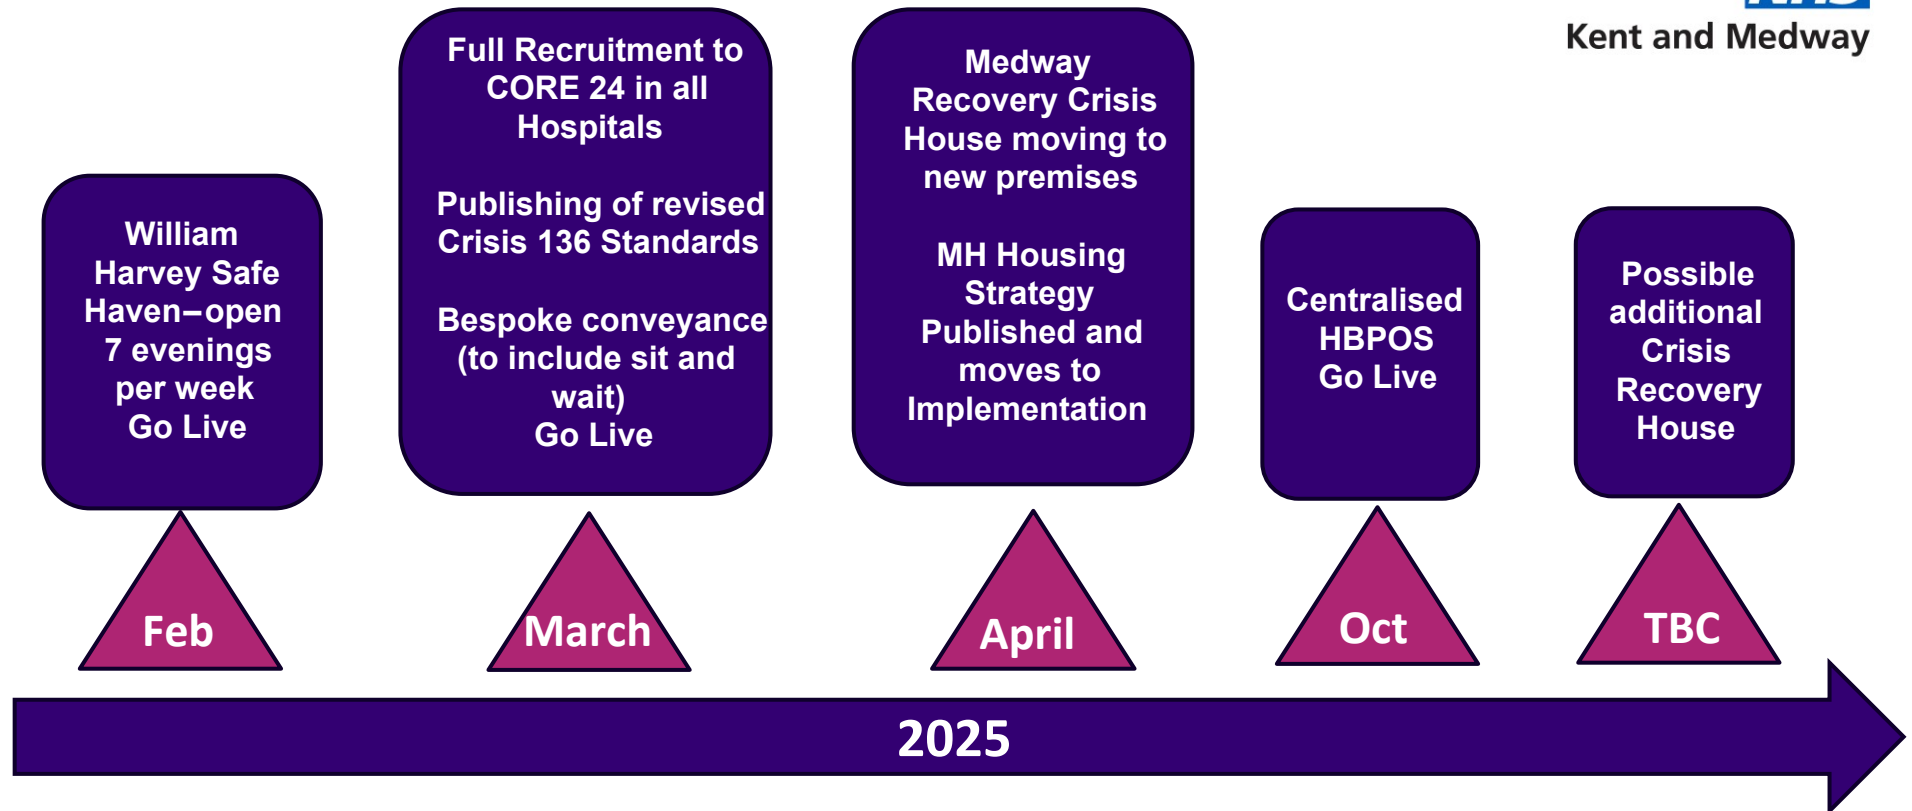 NHS
Kent and Medway
William
Harvey Safe
Haven–open
7 evenings
per week
Go Live
Full Recruitment to
CORE 24 in all
Hospitals
Publishing of revised
Crisis 136 Standards
Bespoke conveyance
(to include sit and
wait)
Go Live
Medway
Recovery Crisis
House moving to
new premises
MH Housing
Strategy
Published and
moves to
Implementation
Centralised
HBPOS
Go Live
Possible
additional
Crisis
Recovery
House
Feb
March
April
Oct
TBC
2025